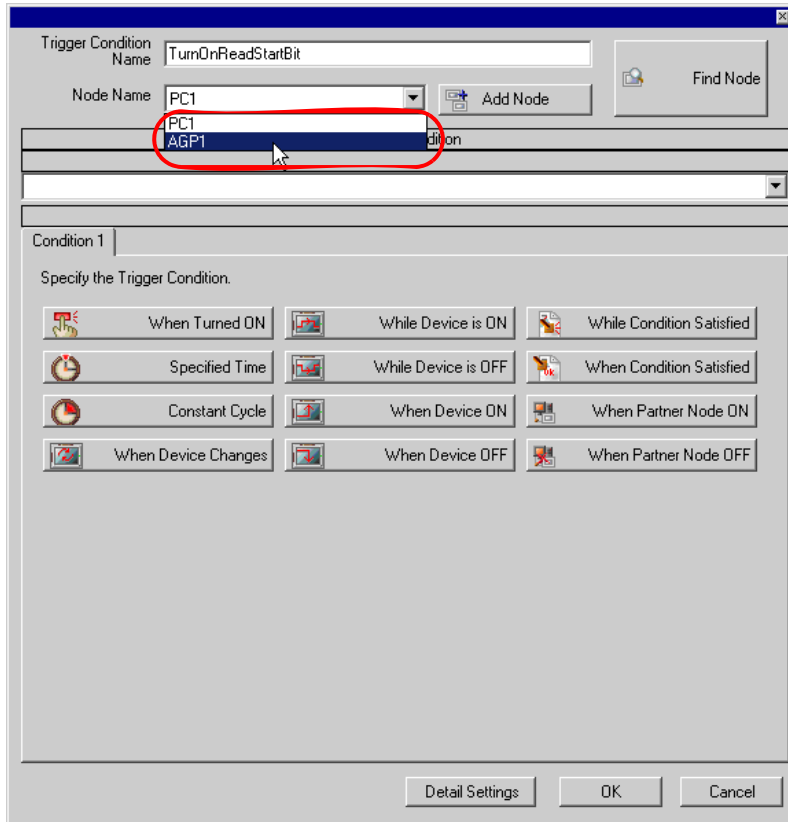 Trigger Condition
Name
TurnOnReadStartBit
Find Node
Node Name
PC1
Add Node
PC1
AGP1
dition
Condition 1
Specify the Trigger Condition.
When Turned ON
While Device is ON
While Condition Satisfied
Specified Time
While Device is OFF
When Condition Satisfied
Constant Cycle
When Device ON
When Partner Node ON
When Device Changes
When Device OFF
When Partner Node OFF
Detail Settings
OK
Cancel